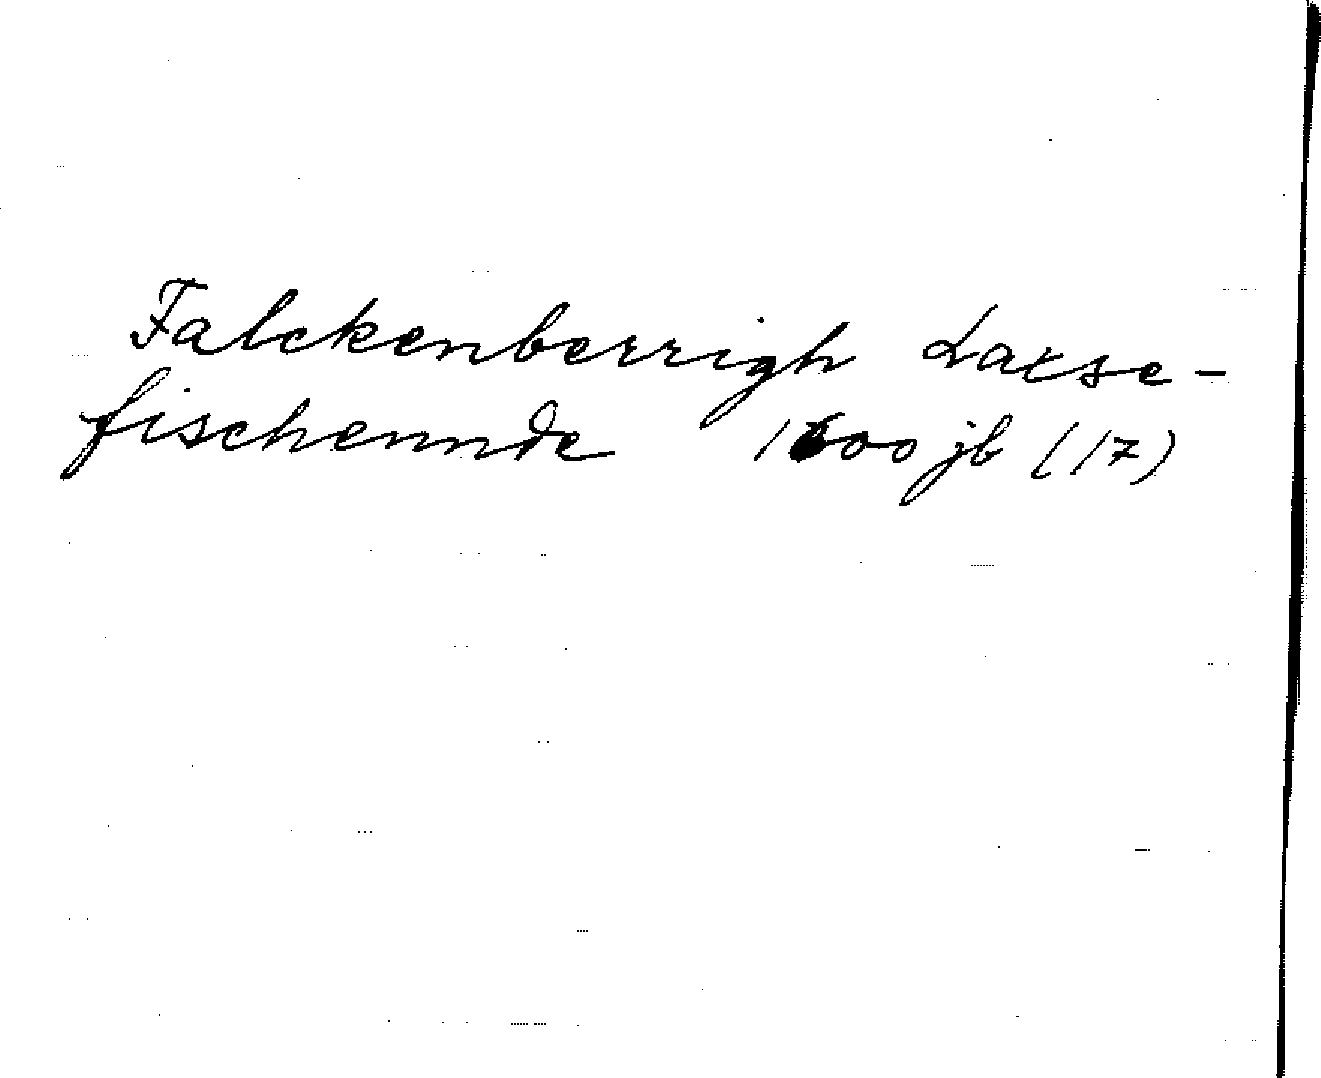 Falckenberrigh Laxse-
fischennde 1600 jb (17)